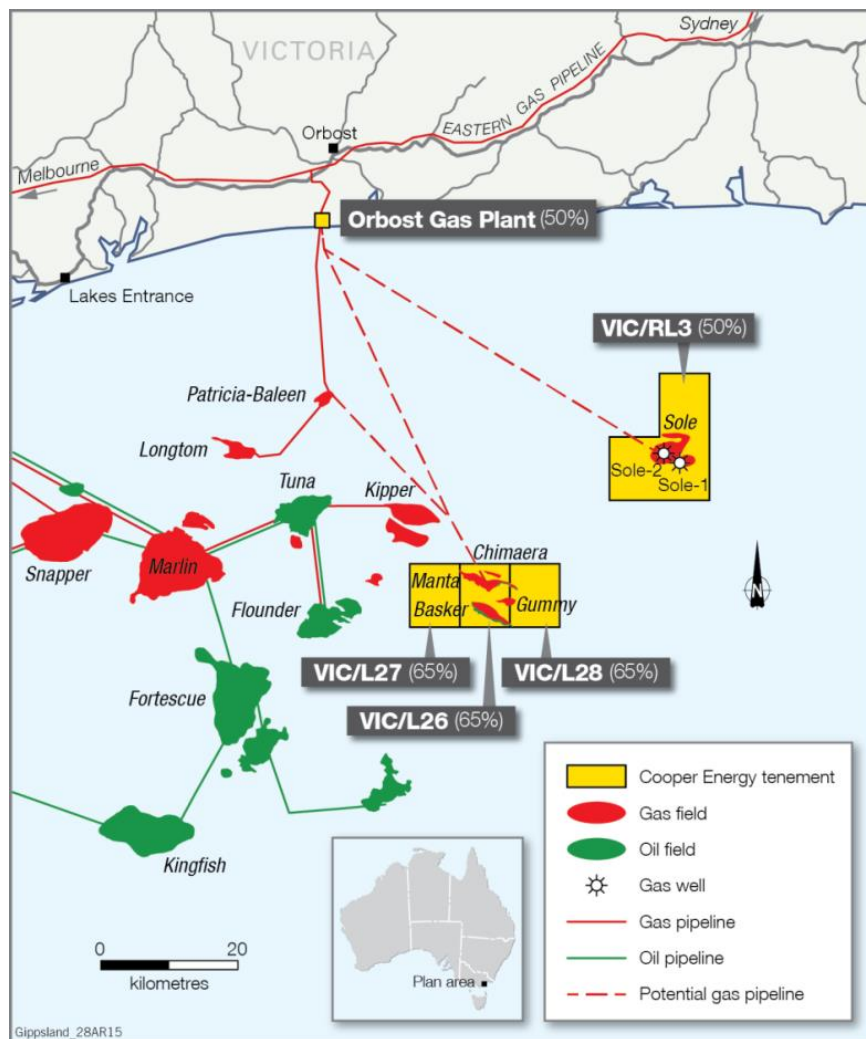 Sydney
VICTORIA
EASTERN GAS PIPELINE
Orbost
Melbourne
Orbost Gas Plant (50%)
Lakes Entrance
VIC/RL3 (50%)
Patricia-Baleen
Sole
Longtom
Sole-2
Sole-1
Tuna
Kipper
Chimaera
Snapper
Marlin
Manta
Flounder
Basker
Gummy
N
VIC/L27 (65%)
VIC/L28 (65%)
Fortescue
VIC/L26 (65%)
Kingfish
Cooper Energy tenement
Gas field
Oil field
Gas well
Gas pipeline
Oil pipeline
Potential gas pipeline
0 20
kilometres
Plan area
Gippsland_28AR15